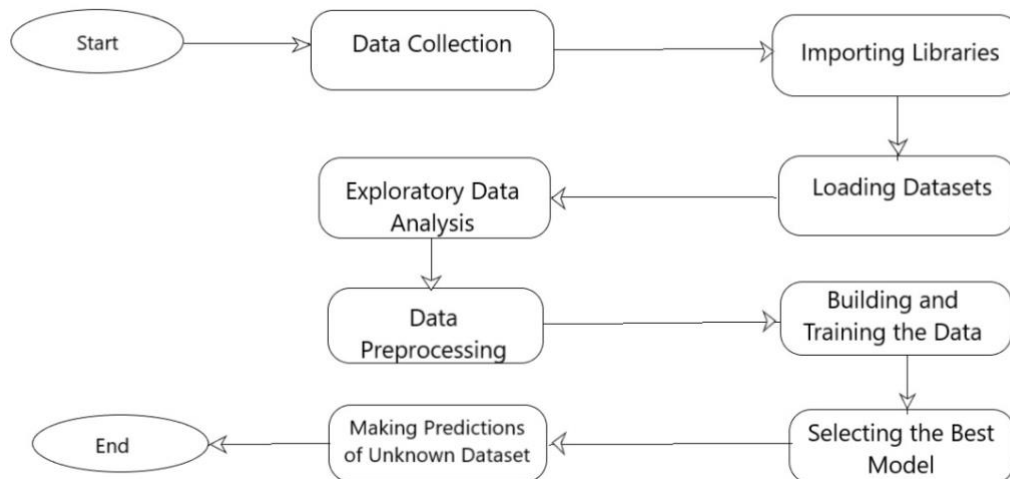 Start
Data Collection
Importing Libraries
Loading Datasets
Exploratory Data
Analysis
Data
Preprocessing
Building and
Training the Data
Selecting the Best
Model
Making Predictions
of Unknown Dataset
End